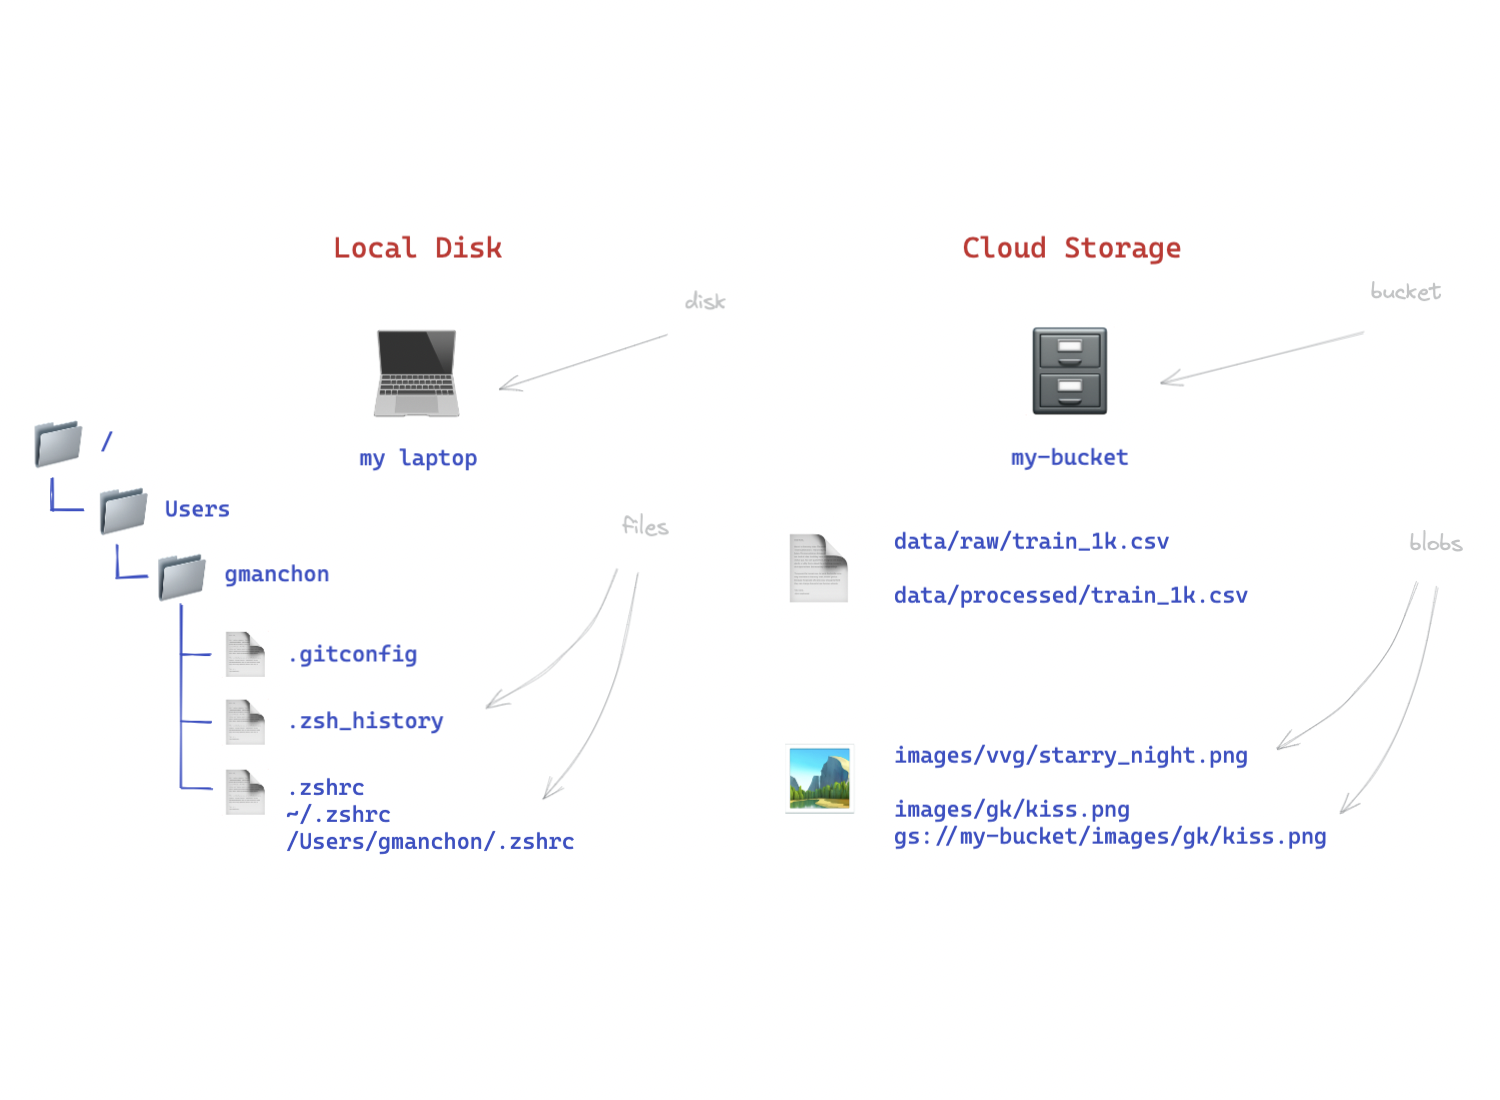 Local Disk
disk
my laptop
/
Users
gmanchon
files
.gitconfig
.zsh_history
.zshrc
~/.zshrc
/Users/gmanchon/.zshrc
Cloud Storage
bucket
my-bucket
data/raw/train_1k.csv
data/processed/train_1k.csv
blobs
images/vvg/starry_night.png
images/gk/kiss.png
gs://my-bucket/images/gk/kiss.png